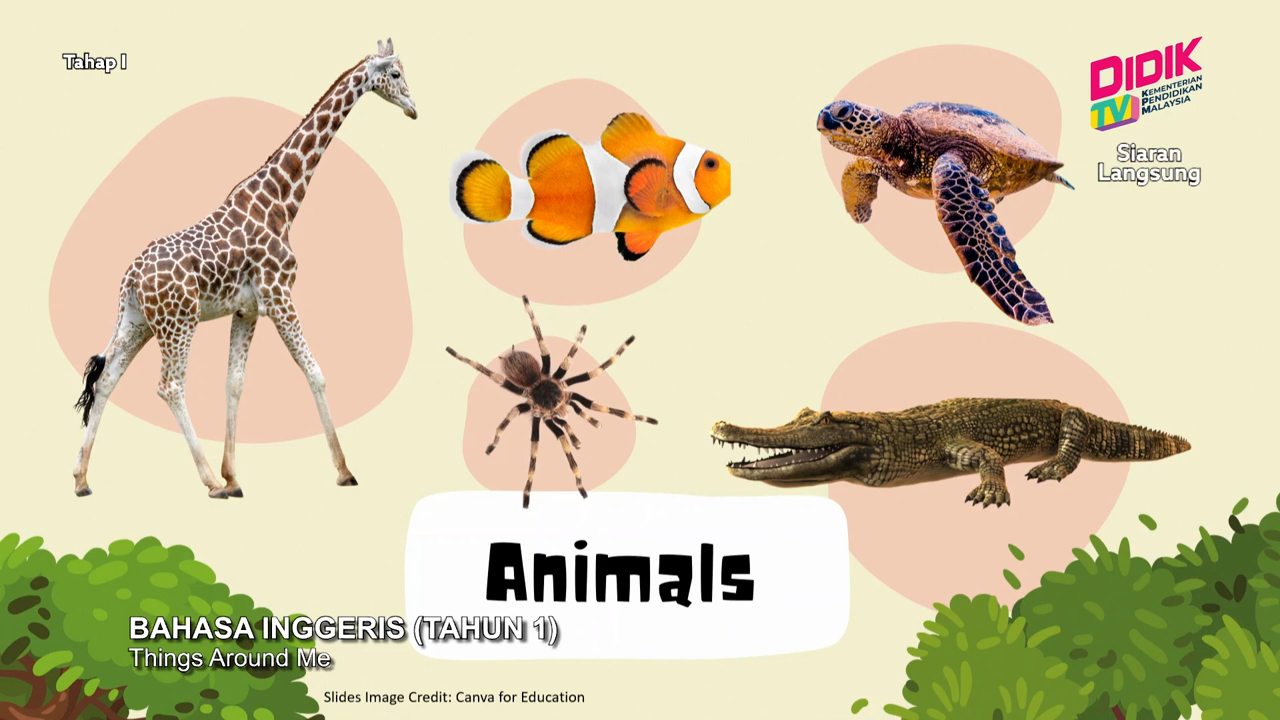 Tahap I
DIDIK
TV
KEMENTERIAN
PENDIDIKAN
MALAYSIA
Siaran
Langsung
Animals
BAHASA INGGERIS (TAHUN 1)
Things Around Me
Slides Image Credit: Canva for Education